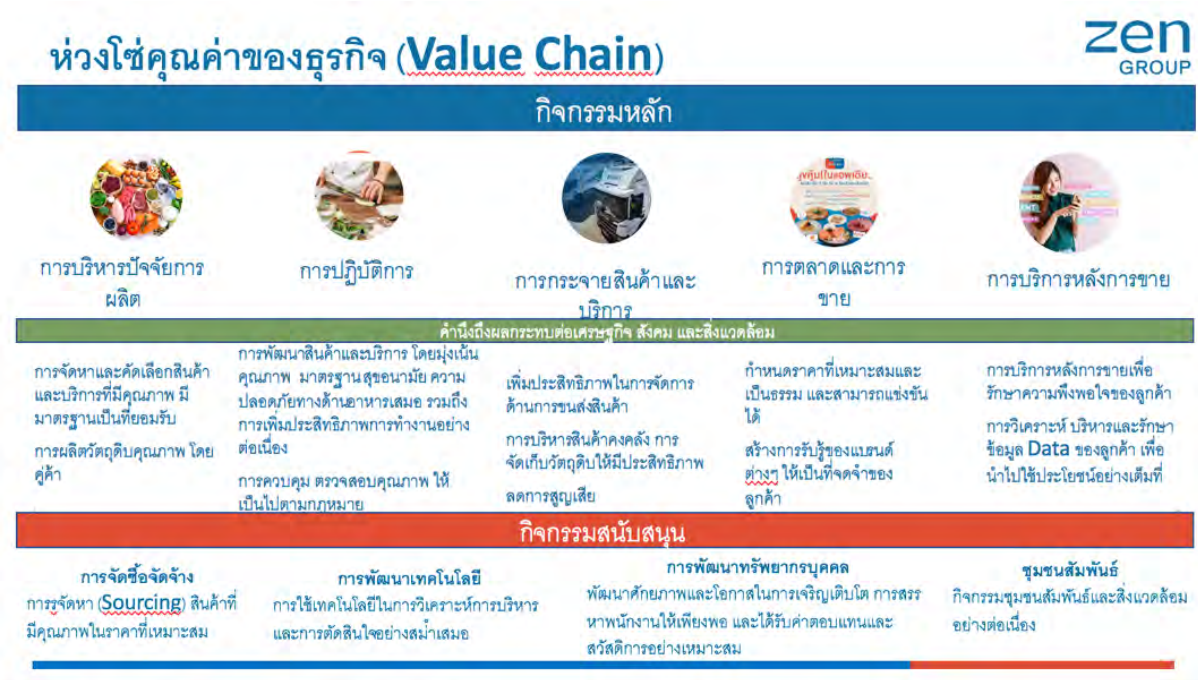 ห่วงโซ่คุณค่าของธุรกิจ (Value Chain)
zen
GROUP
กิจกรรมหลัก
การบริหารปัจจัยการ
ผลิต
การปฏิบัติการ
การกระจายสินค้าและ
บริการ
การตลาดและการ
ขาย
การบริการหลังการขาย
คำนึงถึงผลกระทบต่อเศรษฐกิจ สังคม และสิ่งแวดล้อม
การจัดหาและคัดเลือกสินค้า
และบริการที่มีคุณภาพ มี
มาตรฐานเป็นที่ยอมรับ
การผลิตวัตถุดิบคุณภาพ โดย
คู่ค้า
การพัฒนาสินค้าและบริการ โดยมุ่งเน้น
คุณภาพ มาตรฐาน สุขอนามัย ความ
ปลอดภัยทางด้านอาหารเสมอ รวมถึง
การเพิ่มประสิทธิภาพการทำงานอย่าง
ต่อเนื่อง
การควบคุม ตรวจสอบคุณภาพ ให้
เป็นไปตามกฎหมาย
เพิ่มประสิทธิภาพในการจัดการ
ด้านการขนส่งสินค้า
การบริหารสินค้าคงคลัง การ
จัดเก็บวัตถุดิบให้มีประสิทธิภาพ
ลดการสูญเสีย
กำหนดราคาที่เหมาะสมและ
เป็นธรรม และสามารถแข่งขัน
ได้
สร้างการรับรู้ของแบรนด์
ต่างๆ ให้เป็นที่จดจำของ
ลูกค้า
การบริการหลังการขายเพื่อ
รักษาความพึงพอใจของลูกค้า
การวิเคราะห์ บริหารและรักษา
ข้อมูล Data ของลูกค้า เพื่อ
นำไปใช้ประโยชน์อย่างเต็มที่
กิจกรรมสนับสนุน
การจัดซื้อจัดจ้าง
การรจัดหา (Sourcing) สินค้าที่
มีคุณภาพในราคาที่เหมาะสม
การพัฒนาเทคโนโลยี
การใช้เทคโนโลยีในการวิเคราะห์การบริหาร
และการตัดสินใจอย่างสม่ำเสมอ
การพัฒนาทรัพยากรบุคคล
พัฒนาศักยภาพและโอกาสในการเจริญเติบโต การสรร
หาพนักงานให้เพียงพอ และได้รับค่าตอบแทนและ
สวัสดิการอย่างเหมาะสม
ชุมชนสัมพันธ์
กิจกรรมชุมชนสัมพันธ์และสิ่งแวดล้อม
อย่างต่อเนื่อง